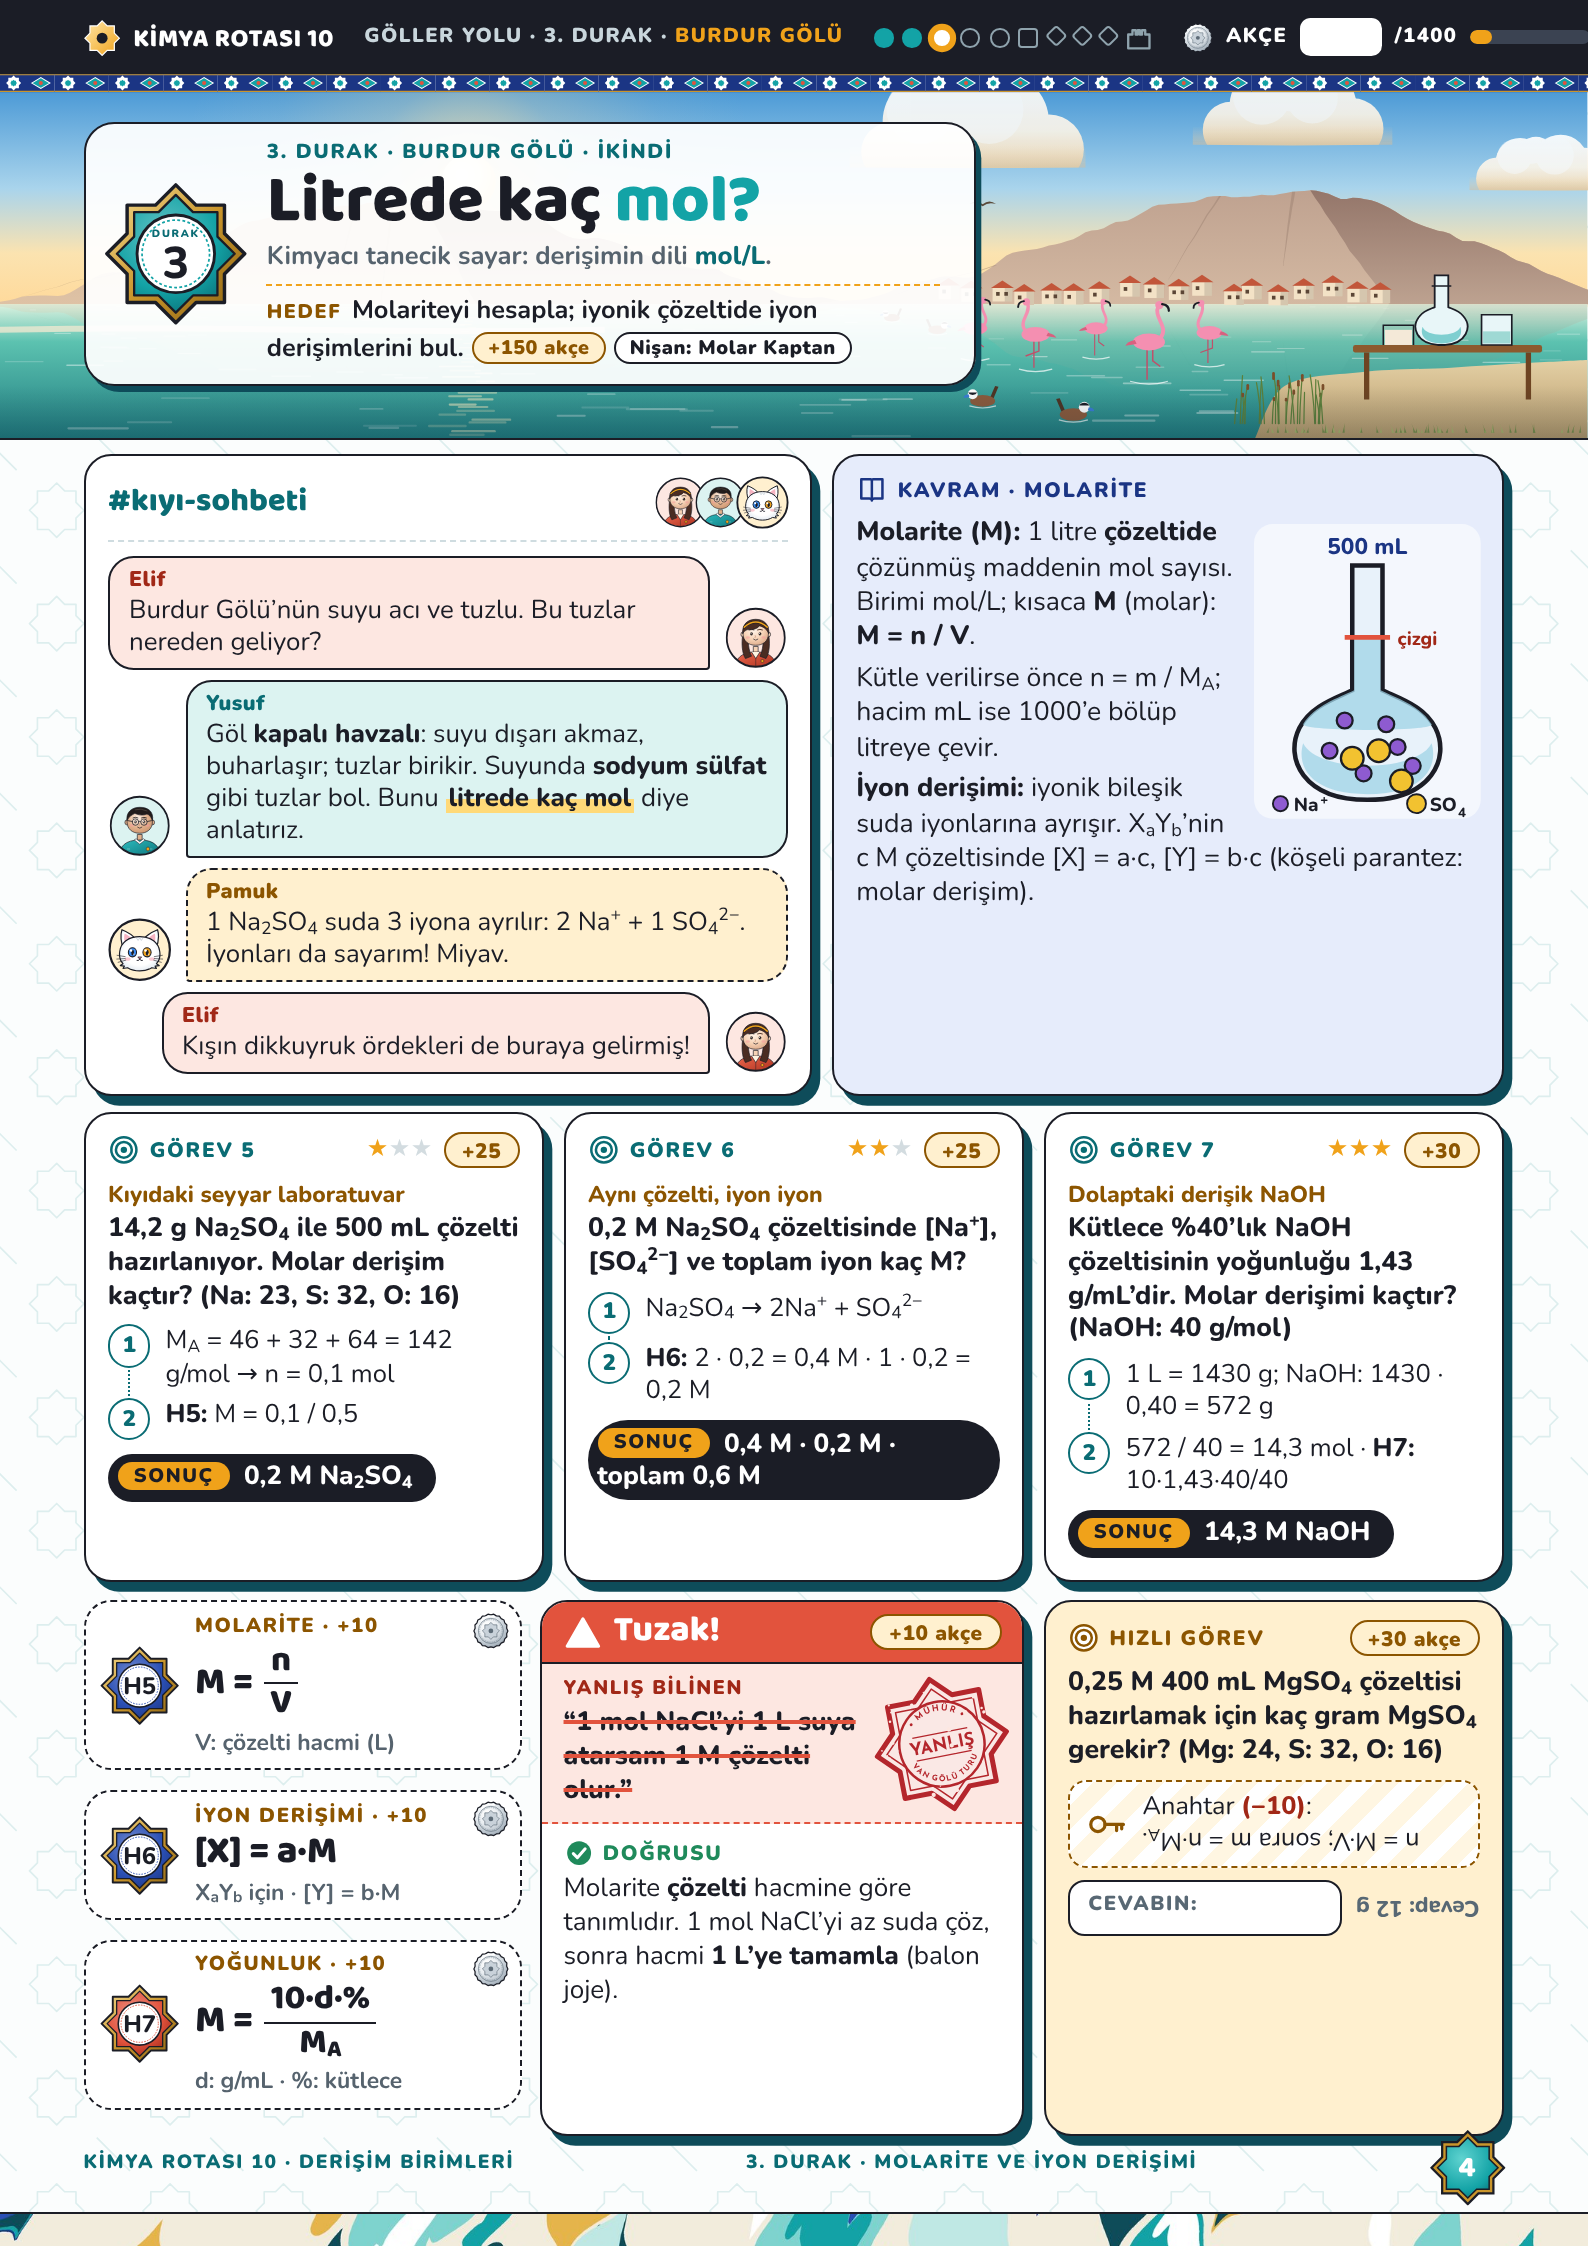 KİMYA ROTASI 10
GÖLLER YOLU · 3. DURAK · BURDUR GÖLÜ
AKÇE /1400
3. DURAK · BURDUR GÖLÜ · İKİNDİ
DURAK
3
Litrede kaç mol?
Kimyacı tanecik sayar: derişimin dili mol/L.
HEDEF Molariteyi hesapla; iyonik çözeltide iyon
derişimlerini bul. +150 akçe Nişan: Molar Kaptan
#kıyı-sohbeti
Elif
Burdur Gölü’nün suyu acı ve tuzlu. Bu tuzlar
nereden geliyor?
Yusuf
Göl kapalı havzalı: suyu dışarı akmaz,
buharlaşır; tuzlar birikir. Suyunda sodyum sülfat
gibi tuzlar bol. Bunu litrede kaç mol diye
anlatırız.
Pamuk
1 Na₂SO₄ suda 3 iyona ayrılır: 2 Na⁺ + 1 SO₄²⁻.
İyonları da sayarım! Miyav.
Elif
Kışın dikkuyruk ördekleri de buraya gelirmiş!
KAVRAM · MOLARİTE
Molarite (M): 1 litre çözeltide
çözünmüş maddenin mol sayısı.
Birimi mol/L; kısaca M (molar):
M = n / V.
Kütle verilirse önce n = m / M_A;
hacim mL ise 1000’e bölüp
litreye çevir.
İyon derişimi: iyonik bileşik
suda iyonlarına ayrışır. XₐY_b’nin
c M çözeltisinde [X] = a·c, [Y] = b·c (köşeli parantez:
molar derişim).
500 mL
çizgi
Na⁺ SO₄
GÖREV 5 ★★★ +25
Kıyıdaki seyyar laboratuvar
14,2 g Na₂SO₄ ile 500 mL çözelti
hazırlanıyor. Molar derişim
kaçtır? (Na: 23, S: 32, O: 16)
1 M_A = 46 + 32 + 64 = 142
g/mol → n = 0,1 mol
2 H5: M = 0,1 / 0,5
SONUÇ 0,2 M Na₂SO₄
GÖREV 6 ★★★ +25
Aynı çözelti, iyon iyon
0,2 M Na₂SO₄ çözeltisinde [Na⁺],
[SO₄²⁻] ve toplam iyon kaç M?
1 Na₂SO₄ → 2Na⁺ + SO₄²⁻
2 H6: 2 · 0,2 = 0,4 M · 1 · 0,2 =
0,2 M
SONUÇ 0,4 M · 0,2 M ·
toplam 0,6 M
GÖREV 7 ★★★ +30
Dolaptaki derişik NaOH
Kütlece %40’lık NaOH
çözeltisinin yoğunluğu 1,43
g/mL’dir. Molar derişimi kaçtır?
(NaOH: 40 g/mol)
1 1 L = 1430 g; NaOH: 1430 ·
0,40 = 572 g
2 572 / 40 = 14,3 mol · H7:
10·1,43·40/40
SONUÇ 14,3 M NaOH
MOLARİTE · +10
H5
M = n / V
V: çözelti hacmi (L)
İYON DERİŞİMİ · +10
H6
[X] = a·M
XₐY_b için · [Y] = b·M
YOĞUNLUK · +10
H7
M = 10·d·% / M_A
d: g/mL · %: kütlece
Tuzak! +10 akçe
YANLIŞ BİLİNEN
“1 mol NaCl’yi 1 L suya
atarsam 1 M çözelti
olur.”
MÜHÜR
YANLIŞ
VAN GÖLÜ TURU
DOĞRUSU
Molarite çözelti hacmine göre
tanımlıdır. 1 mol NaCl’yi az suda çöz,
sonra hacmi 1 L’ye tamamla (balon
joje).
HIZLI GÖREV +30 akçe
0,25 M 400 mL MgSO₄ çözeltisi
hazırlamak için kaç gram MgSO₄
gerekir? (Mg: 24, S: 32, O: 16)
Anahtar (−10):
n = M·V; sonra m = n·M_A.
CEVABIN:
Cevap: 12 g
KİMYA ROTASI 10 · DERİŞİM BİRİMLERİ
3. DURAK · MOLARİTE VE İYON DERİŞİMİ
4